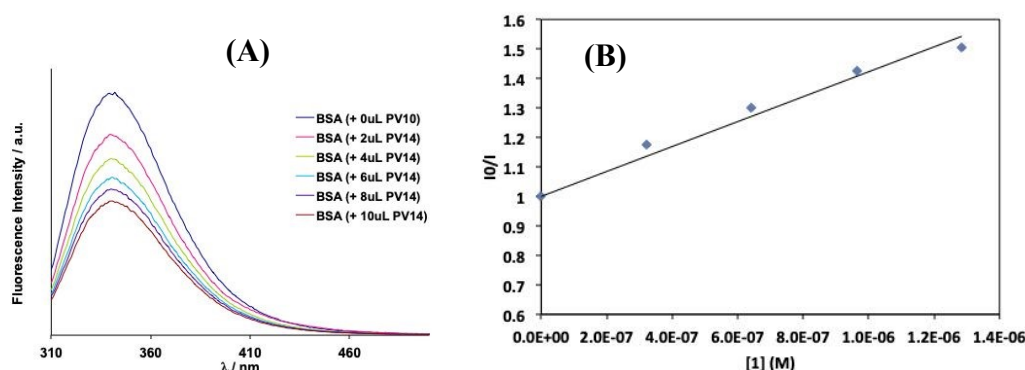 (A)
Fluorescence Intensity / a.u.
BSA (+ 0uL PV10)
BSA (+ 2uL PV14)
BSA (+ 4uL PV14)
BSA (+ 6uL PV14)
BSA (+ 8uL PV14)
BSA (+ 10uL PV14)
310 360 410 460
λ / nm
(B)
I0/I
1.6
1.5
1.4
1.3
1.2
1.1
1
0.9
0.8
0.7
0.6
0.0E+00 2.0E-07 4.0E-07 6.0E-07 8.0E-07 1.0E-06 1.2E-06 1.4E-06
[1] (M)